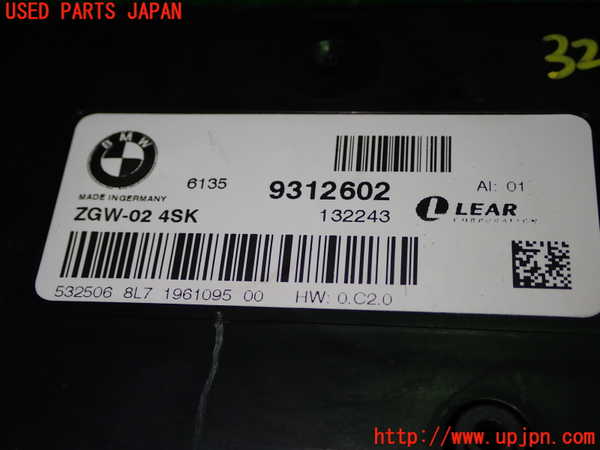 USED PARTS JAPAN
32
BMW
6135
9312602
AI: 01
MADE IN GERMANY
ZGW-02 4SK
132243
LEAR
CORPORATION
532506 8L7 1961095 00
HW: 0.C2.0
http://www.upjpn.com/